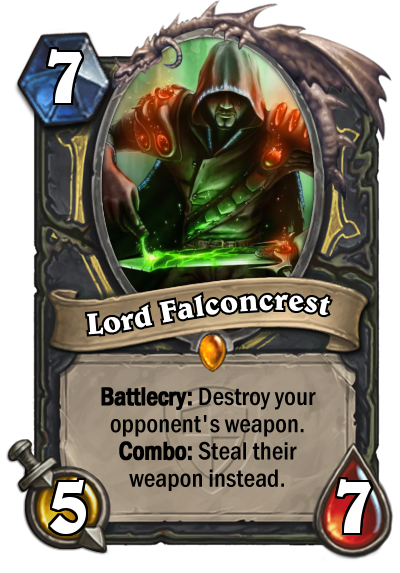 7
Lord Falconcrest
Battlecry: Destroy your
opponent's weapon.
Combo: Steal their
weapon instead.
5
7